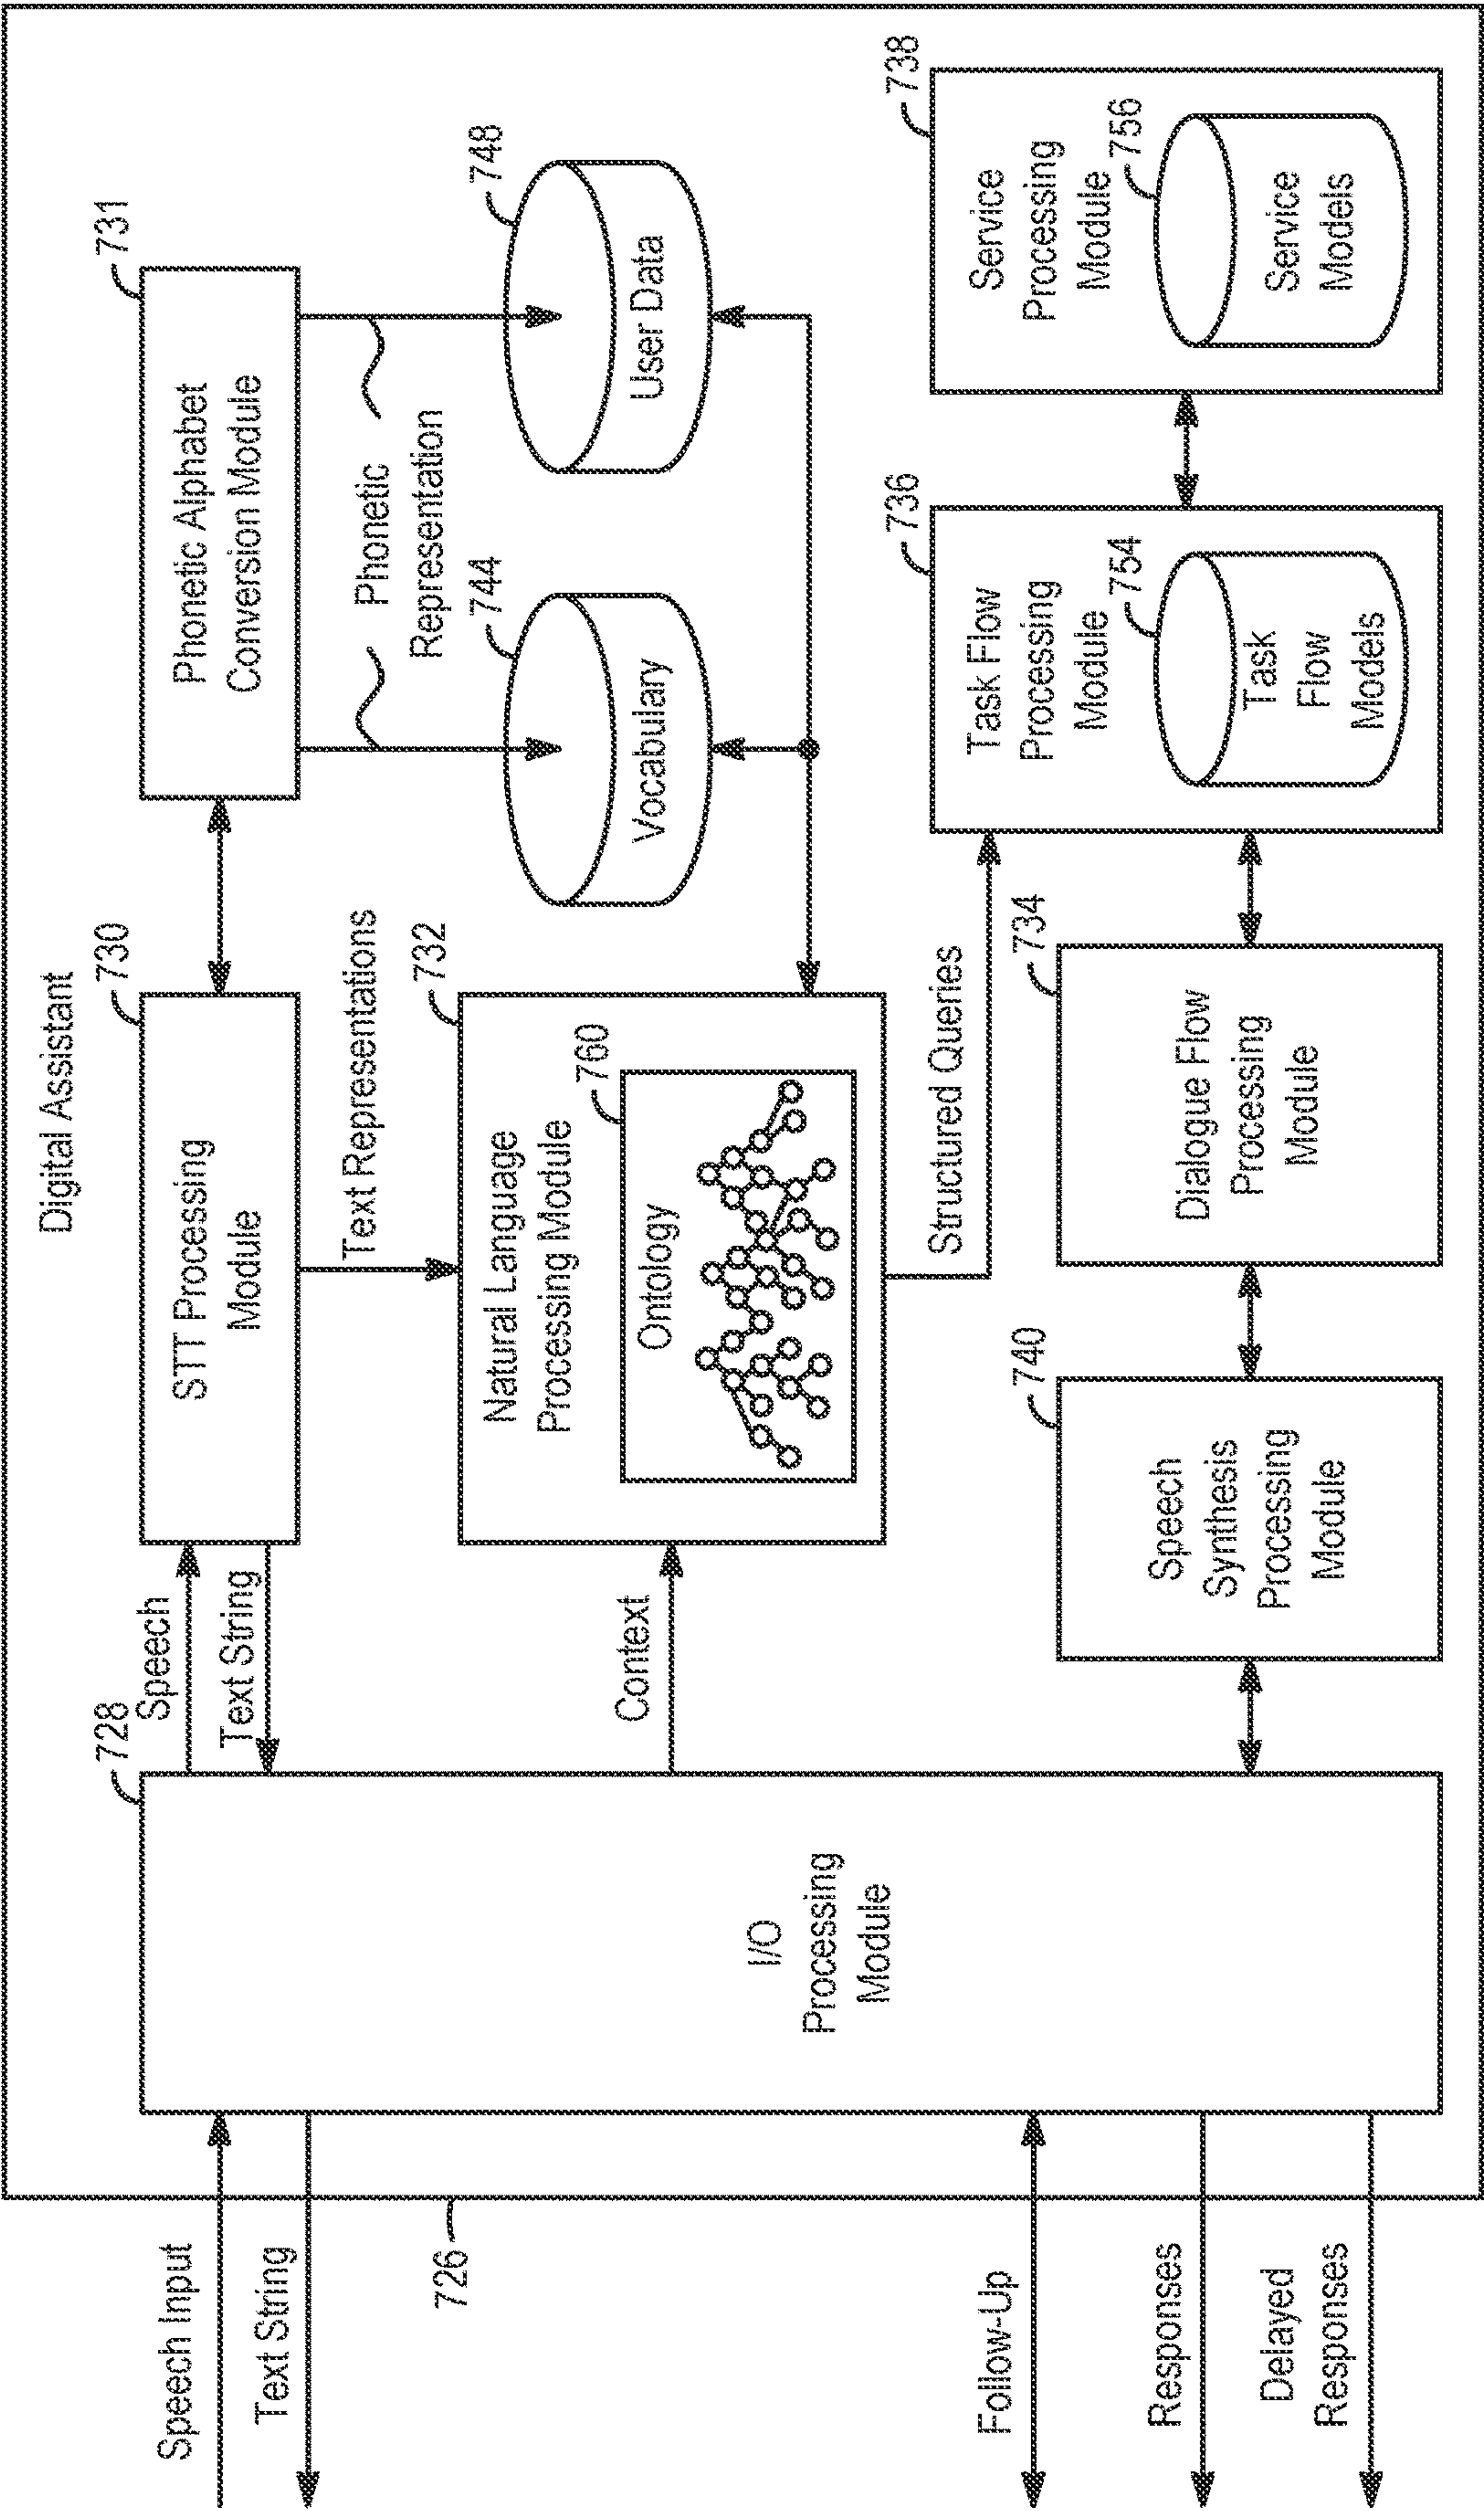 Digital Assistant
Speech Input
Text String
726
Follow-Up
Responses
Delayed
Responses
728
I/O
Processing
Module
Speech
Text String
Context
730
STT Processing
Module
731
Phonetic Alphabet
Conversion Module
Text Representations
Phonetic
Representation
732
Natural Language
Processing Module
760
Ontology
744
Vocabulary
748
User Data
Structured Queries
740
Speech
Synthesis
Processing
Module
734
Dialogue Flow
Processing
Module
736
Task Flow
Processing
Module
754
Task
Flow
Models
738
Service
Processing
Module
756
Service
Models